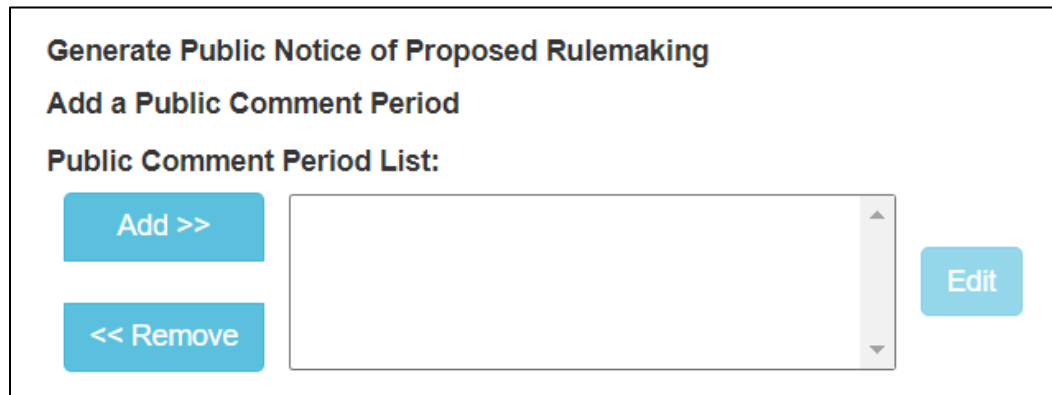 Generate Public Notice of Proposed Rulemaking
Add a Public Comment Period
Public Comment Period List:
Add >>
Edit
<< Remove